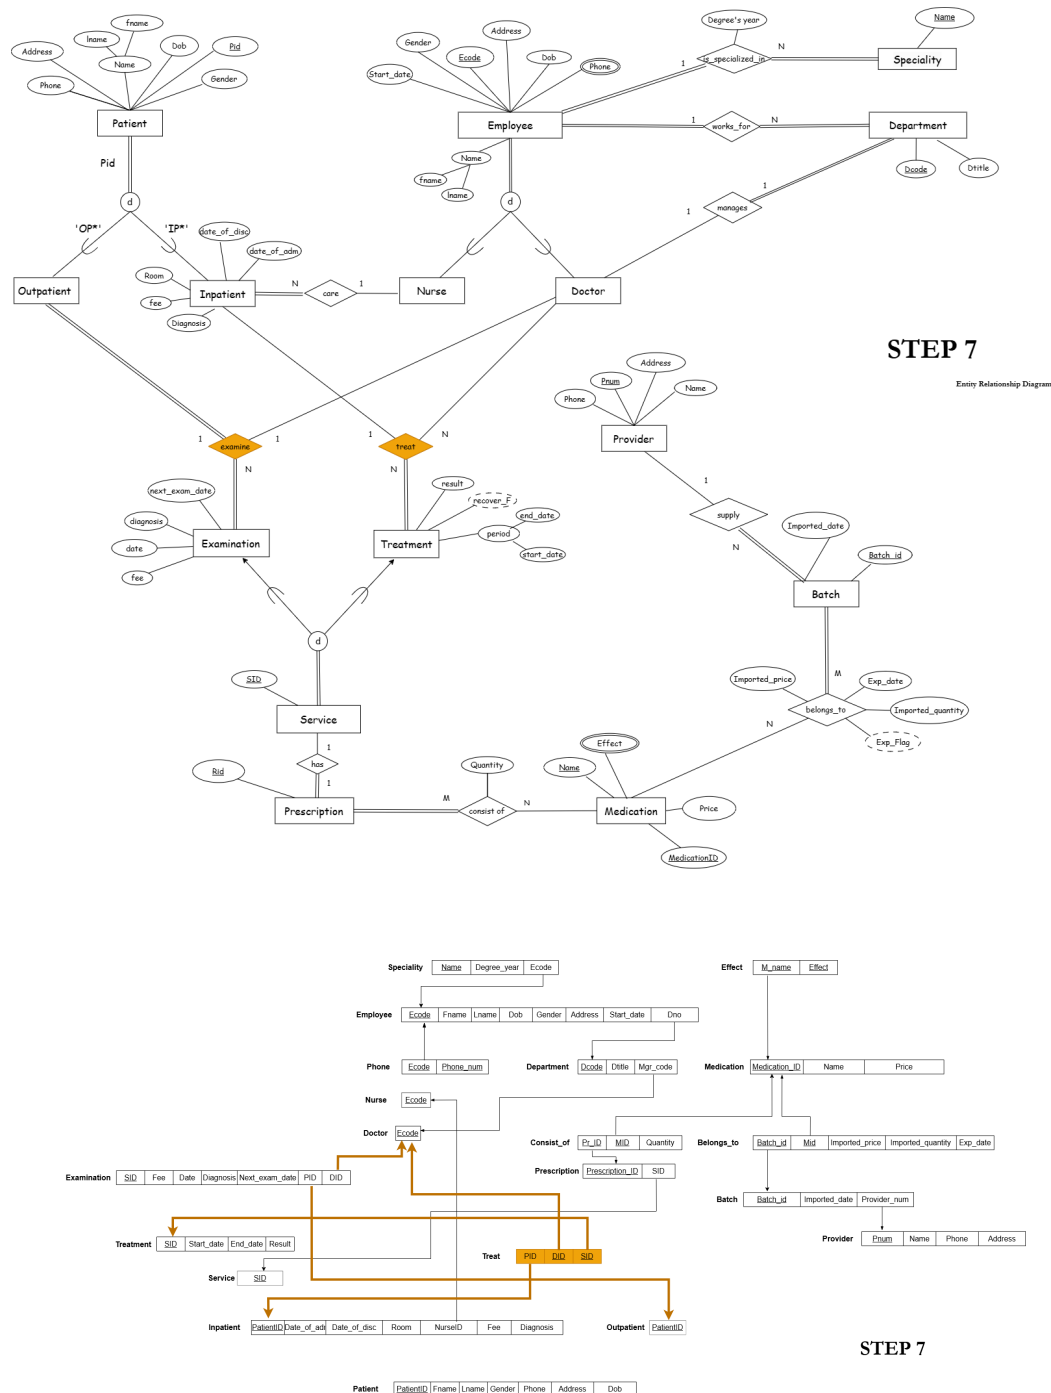 fname
Degree's year
Name
lname
Dob
Pid
Address
Address
Name
Gender
Ecode
Dob
N
1
is_specialized_in
Speciality
Phone
Gender
Start_date
Phone
Patient
Employee
1
works_for
N
Department
Pid
Name
fname
lname
Dcode
Dtitle
d
d
1
manages
1
'OP*'
'IP*'
date_of_disc
date_of_adm
Room
Outpatient
Inpatient
N
care
1
Nurse
Doctor
fee
Diagnosis
STEP 7
Entity Relationship Diagram
Address
Pnum
Name
Phone
Provider
1
examine
1
1
treat
N
N
N
1
next_exam_date
result
recover_F
end_date
supply
diagnosis
period
Imported_date
Examination
Treatment
date
start_date
N
Batch_id
fee
Batch
d
SID
Imported_price
M
Exp_date
Service
belongs_to
Imported_quantity
N
1
Effect
Exp_Flag
has
Rid
1
Quantity
Name
Prescription
M
consist of
N
Medication
Price
MedicationID
Speciality Name Degree_year Ecode
Effect M_name Effect
Employee Ecode Fname Lname Dob Gender Address Start_date Dno
Phone Ecode Phone_num
Department Dcode Dtitle Mgr_code
Medication Medication_ID Name Price
Nurse Ecode
Doctor Ecode
Consist_of Pr_ID MID Quantity
Belongs_to Batch_id Mid Imported_price Imported_quantity Exp_date
Examination SID Fee Date Diagnosis Next_exam_date PID DID
Prescription Prescription_ID SID
Batch Batch_id Imported_date Provider_num
Treatment SID Start_date End_date Result
Treat PID DID SID
Provider Pnum Name Phone Address
Service SID
Inpatient PatientID Date_of_adi Date_of_disc Room NurseID Fee Diagnosis
Outpatient PatientID
STEP 7
Patient PatientID Fname Lname Gender Phone Address Dob